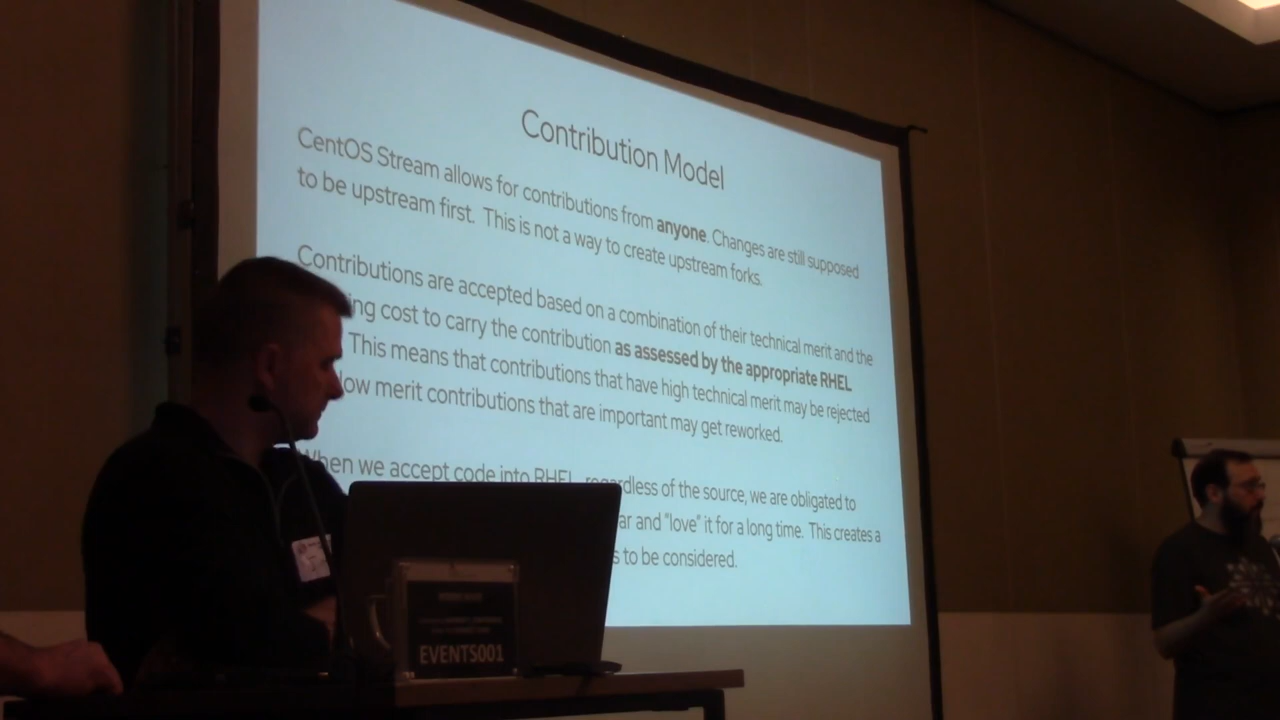 Contribution Model
CentOS Stream allows for contributions from anyone. Changes are still supposed
to be upstream first. This is not a way to create upstream forks.
Contributions are accepted based on a combination of their technical merit and the
ing cost to carry the contribution as assessed by the appropriate RHEL
This means that contributions that have high technical merit may be rejected
low merit contributions that are important may get reworked.
When we accept code into RHEL, regardless of the source, we are obligated to
ar and "love" it for a long time. This creates a
s to be considered.
EVENTS001